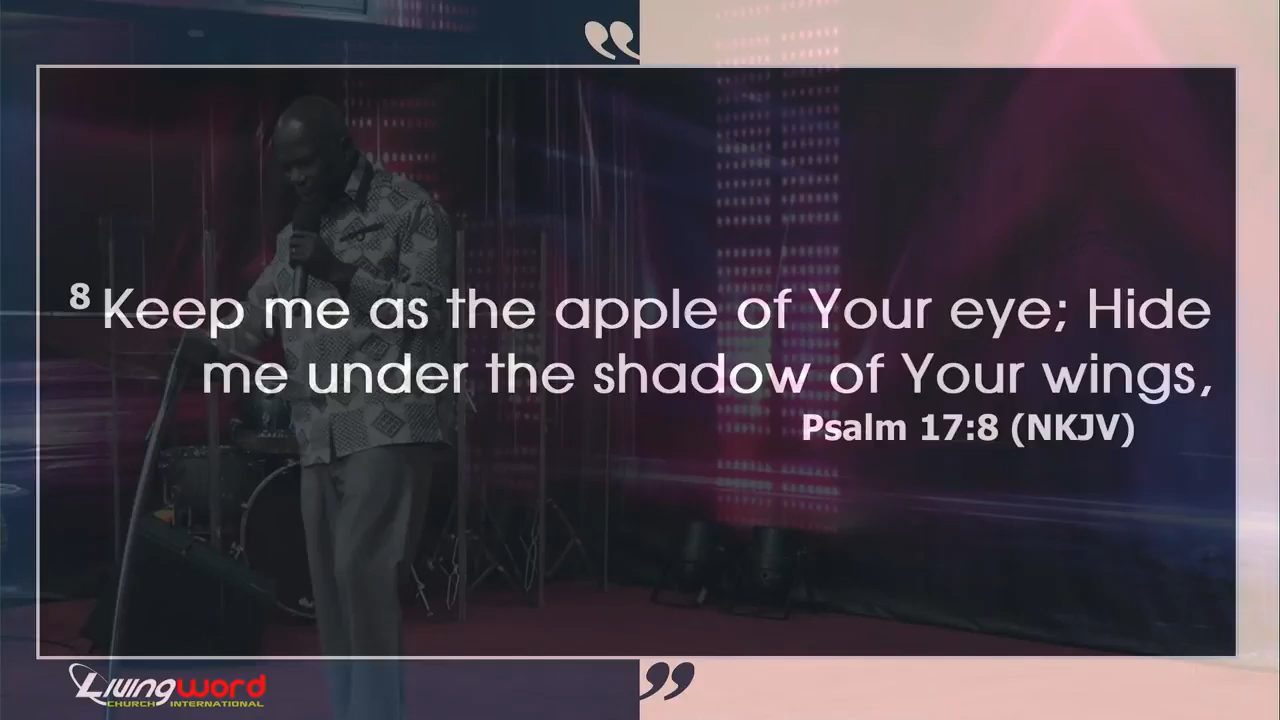 8 Keep me as the apple of Your eye; Hide
me under the shadow of Your wings,
Psalm 17:8 (NKJV)
Livingword
CHURCH INTERNATIONAL